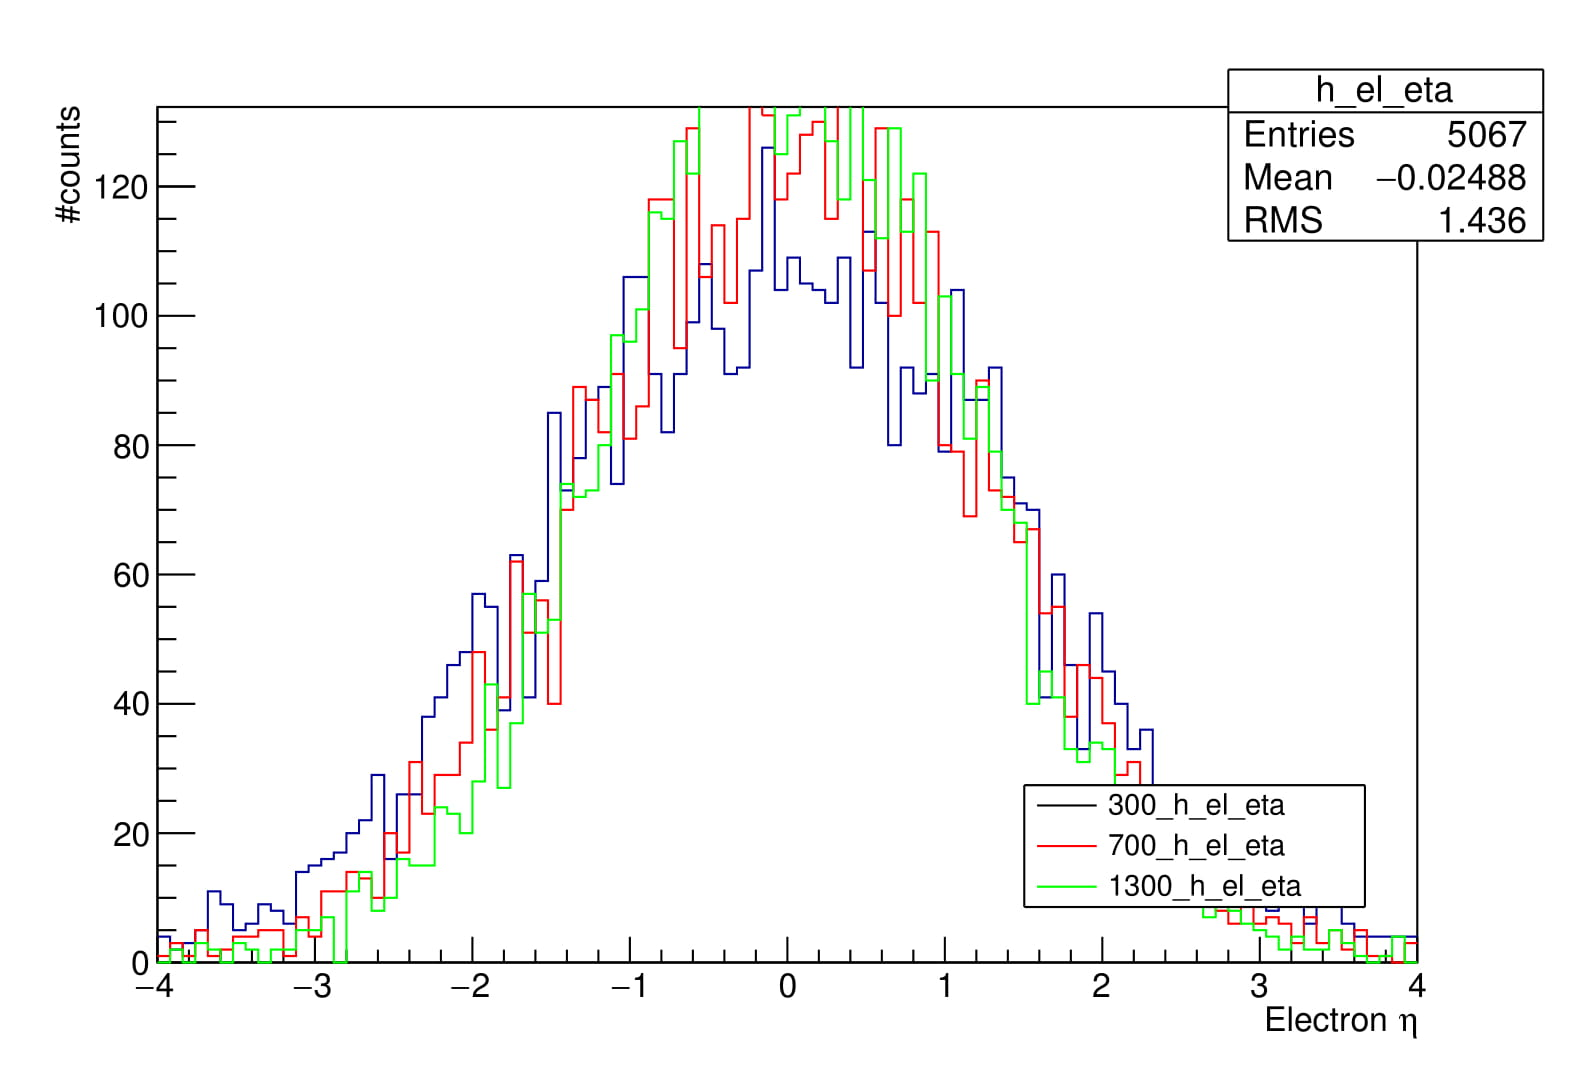 h_el_eta
Entries 5067
Mean −0.02488
RMS 1.436
#counts
120
100
80
60
40
20
0
300_h_el_eta
700_h_el_eta
1300_h_el_eta
−4 −3 −2 −1 0 1 2 3 4
Electron η